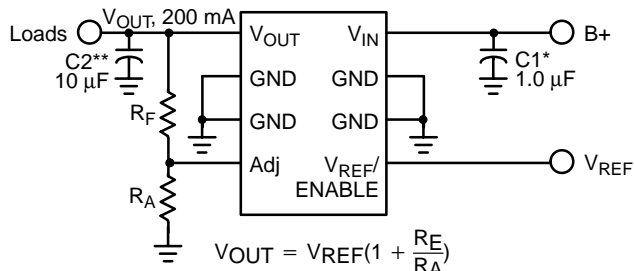 Loads
VOUT, 200 mA
C2**
10 µF
RF
RA
VOUT
GND
GND
Adj
VIN
GND
GND
VREF/
ENABLE
C1*
1.0 µF
B+
VREF
VOUT = VREF(1 + RE/RA)